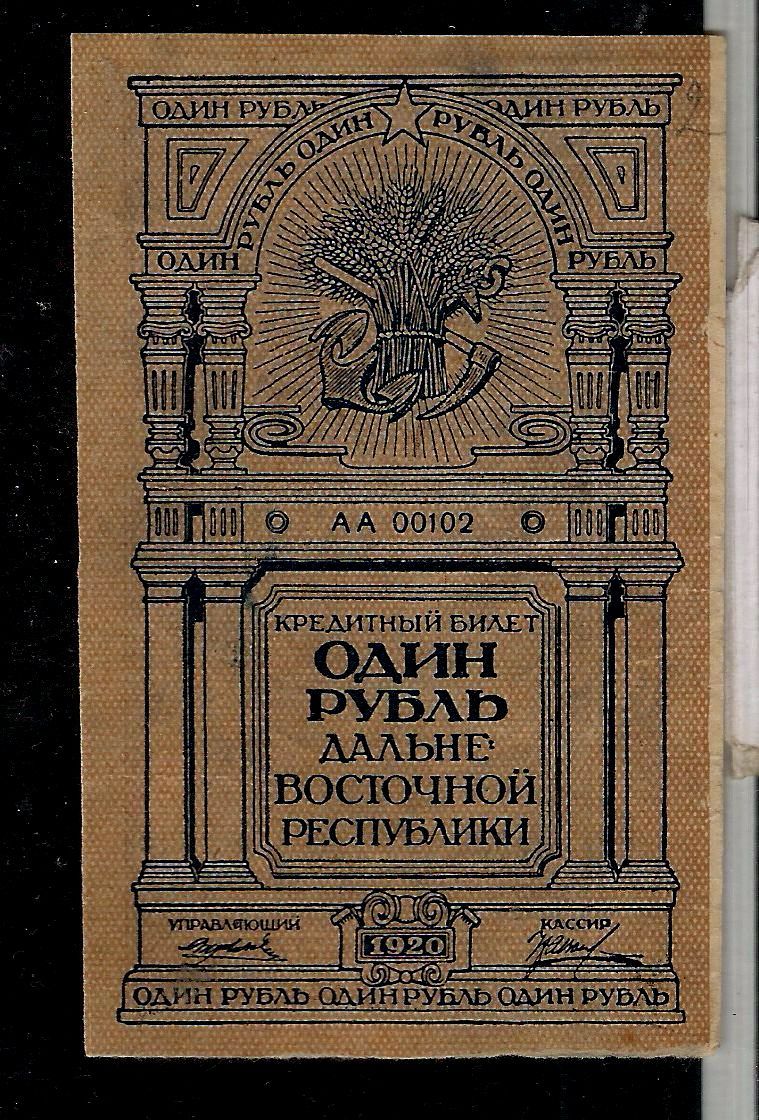 ОДИН РУБЛЬ ОДИН РУБЛЬ
РУБЛЬ ОДИН РУБЛЬ ОДИН
ОДИН РУБЛЬ
АА 00102
КРЕДИТНЫЙ БИЛЕТ
ОДИН
РУБЛЬ
ДАЛЬНЕ-
ВОСТОЧНОЙ
РЕСПУБЛИКИ
УПРАВЛЯЮЩИЙ КАССИР
1920
ОДИН РУБЛЬ ОДИН РУБЛЬ ОДИН РУБЛЬ